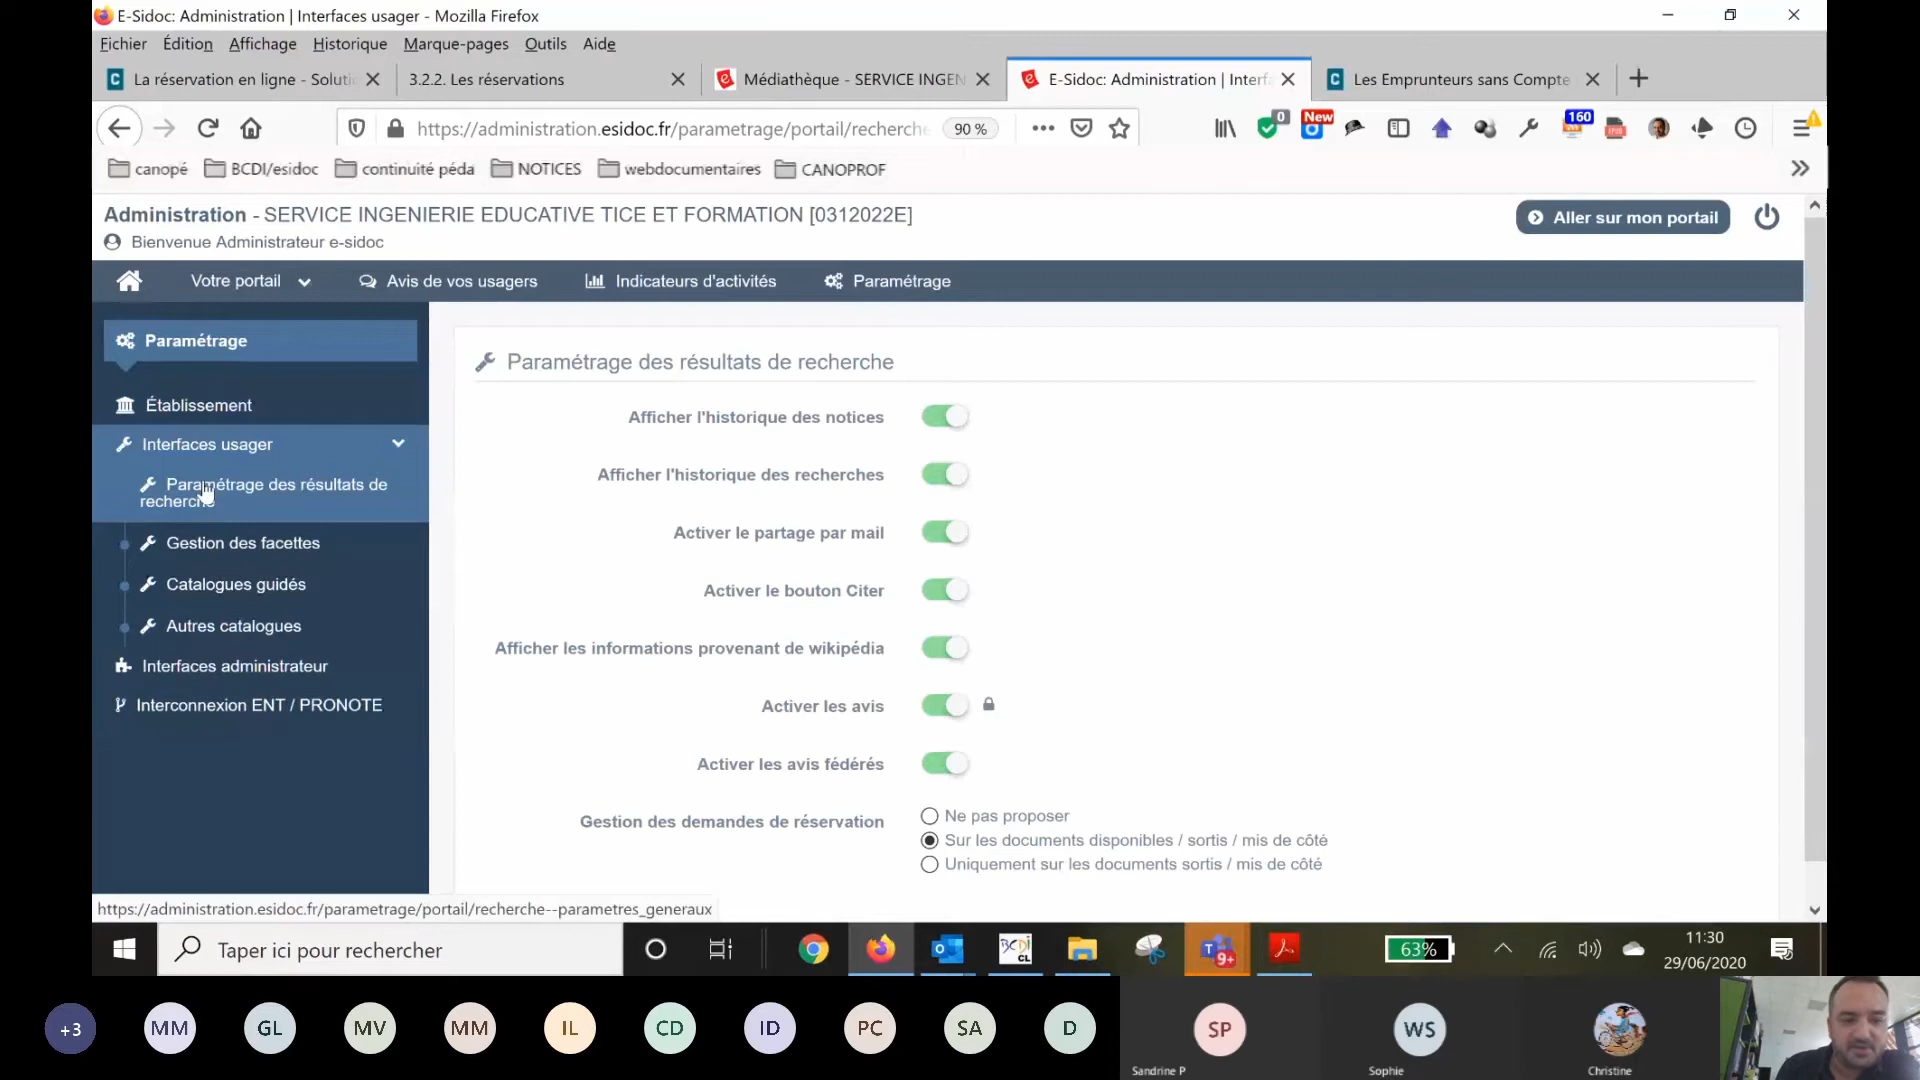 E-Sidoc: Administration | Interfaces usager - Mozilla Firefox
Fichier Édition Affichage Historique Marque-pages Outils Aide
La réservation en ligne - Soluti
3.2.2. Les réservations
Médiathèque - SERVICE INGEN
E-Sidoc: Administration | Interf
Les Emprunteurs sans Compte
https://administration.esidoc.fr/parametrage/portail/recherche
90 %
0
New
160
canopé
BCDI/esidoc
continuité péda
NOTICES
webdocumentaires
CANOPROF
Administration - SERVICE INGENIERIE EDUCATIVE TICE ET FORMATION [0312022E]
Bienvenue Administrateur e-sidoc
Aller sur mon portail
Votre portail
Avis de vos usagers
Indicateurs d'activités
Paramétrage
Paramétrage
Établissement
Interfaces usager
Paramétrage des résultats de
recherche
Gestion des facettes
Catalogues guidés
Autres catalogues
Interfaces administrateur
Interconnexion ENT / PRONOTE
Paramétrage des résultats de recherche
Afficher l'historique des notices
Afficher l'historique des recherches
Activer le partage par mail
Activer le bouton Citer
Afficher les informations provenant de wikipédia
Activer les avis
Activer les avis fédérés
Gestion des demandes de réservation
Ne pas proposer
Sur les documents disponibles / sortis / mis de côté
Uniquement sur les documents sortis / mis de côté
https://administration.esidoc.fr/parametrage/portail/recherche--parametres_generaux
Taper ici pour rechercher
BCDI
CL
9+
63%
11:30
29/06/2020
+3
MM
GL
MV
MM
IL
CD
ID
PC
SA
D
SP
WS
Sandrine P
Sophie
Christine